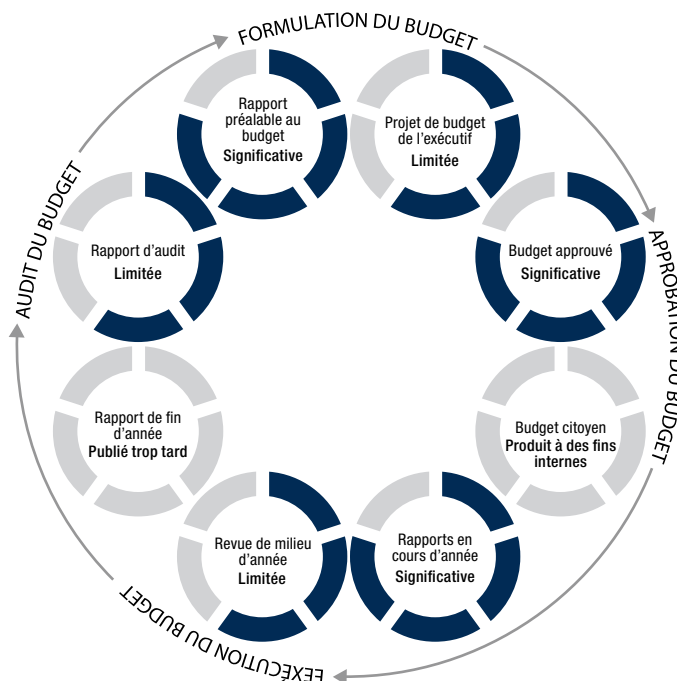 FORMULATION DU BUDGET
Rapport
préalable au
budget
Significative
Projet de budget
de l'exécutif
Limitée
APPROBATION DU BUDGET
Budget approuvé
Significative
Budget citoyen
Produit à des fins
internes
Rapports en
cours d'année
Significative
EEXÉCUTION DU BUDGET
Revue de milieu
d'année
Limitée
Rapport de fin
d'année
Publié trop tard
AUDIT DU BUDGET
Rapport d'audit
Limitée